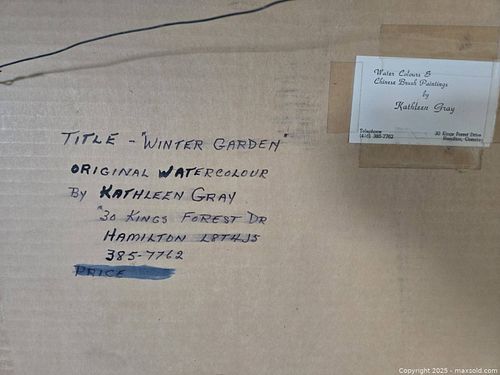 Water Colours &
Chinese Brush Paintings
by
Kathleen Gray
Telephone
(416) 385-7762
30 Kings Forest Drive
Hamilton, Ontario
TITLE - "WINTER GARDEN"
ORIGINAL WATERCOLOUR
BY KATHLEEN GRAY
30 KINGS FOREST DR
HAMILTON L8T4J5
385-7762
PRICE
Copyright 2025 - maxsold.com